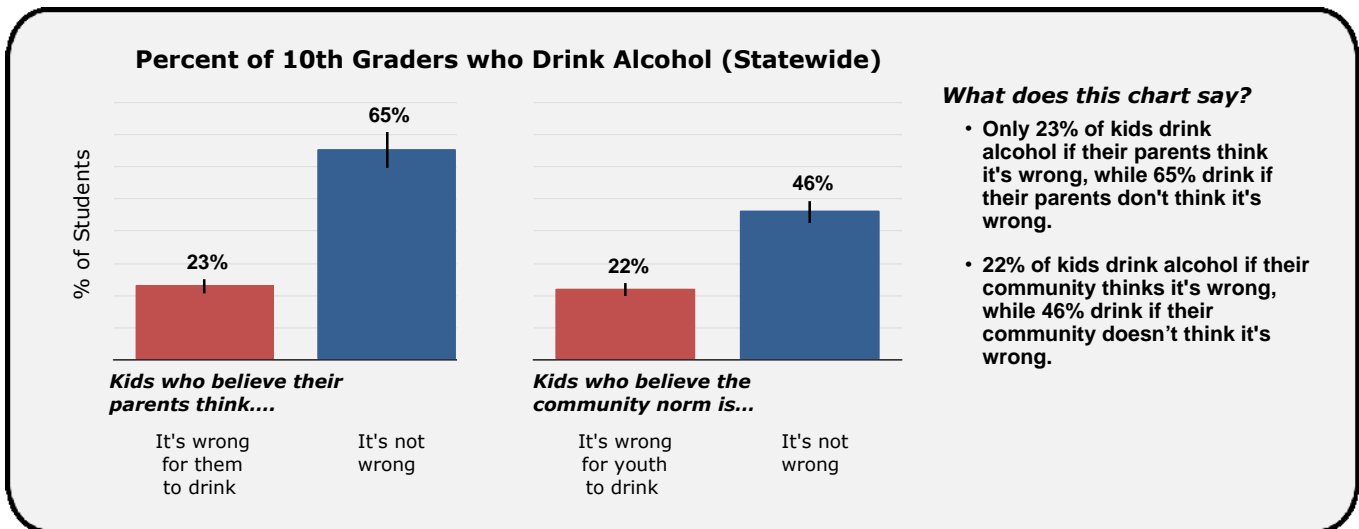 Percent of 10th Graders who Drink Alcohol (Statewide)
% of Students
23%
65%
Kids who believe their
parents think....
It's wrong
for them
to drink
It's not
wrong
22%
46%
Kids who believe the
community norm is...
It's wrong
for youth
to drink
It's not
wrong
What does this chart say?
• Only 23% of kids drink
alcohol if their parents think
it's wrong, while 65% drink if
their parents don't think it's
wrong.
• 22% of kids drink alcohol if their
community thinks it's wrong,
while 46% drink if their
community doesn’t think it's
wrong.